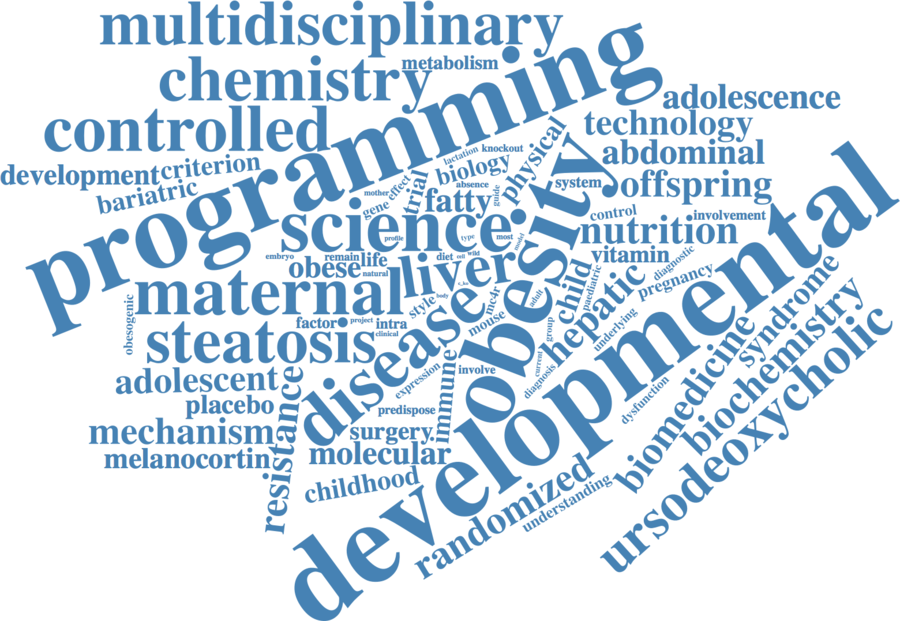 multidisciplinary
metabolism
chemistry
programming
adolescence
controlled
technology
physical
lactation
knockout
abdominal
criterion
development
biology
bariatric
trial
effect
mother
gene
absence
guide
fatty
system
offspring
obesity
science
profile
type
most
model
control
involvement
nutrition
developmental
embryo
remain
life
natural
obese
liver
diet
cell
wild
vitamin
diagnostic
maternal
style
body
mc4r
adult
child
paediatric
hepatic
pregnancy
obesogenic
factor
project
intra
clinical
mouse
group
underlying
syndrome
steatosis
disease
current
diagnosis
biochemistry
adolescent
expression
involve
placebo
resistance
predispose
immune
dysfunction
biomedicine
ursodeoxycholic
mechanism
surgery
melanocortin
molecular
childhood
randomized
understanding